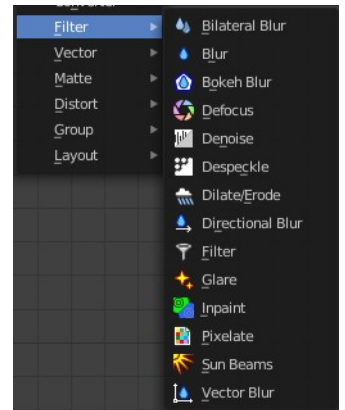 Converter
Filter
Vector
Matte
Distort
Group
Layout
Bilateral Blur
Blur
Bokeh Blur
Defocus
Denoise
Despeckle
Dilate/Erode
Directional Blur
Filter
Glare
Inpaint
Pixelate
Sun Beams
Vector Blur